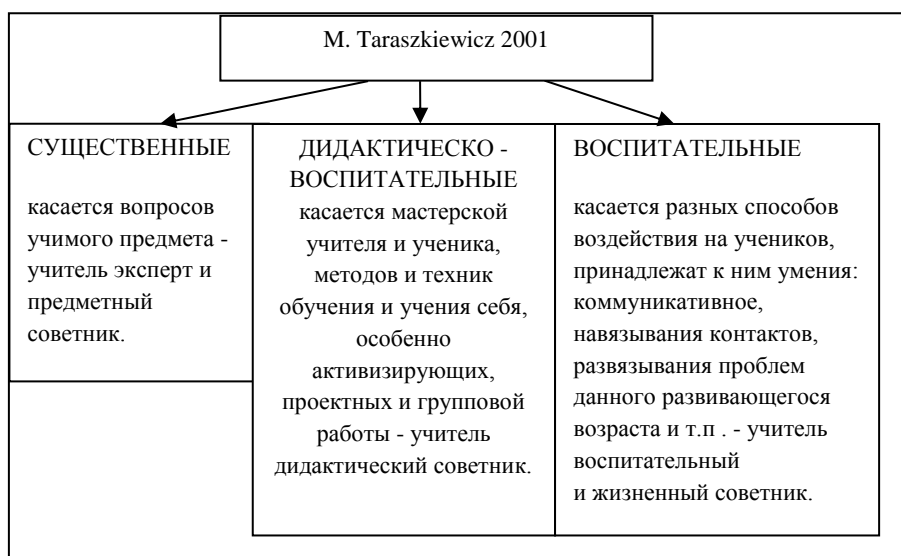 M. Taraszkiewicz 2001
СУЩЕСТВЕННЫЕ
касается вопросов
учимого предмета -
учитель эксперт и
предметный
советник.
ДИДАКТИЧЕСКО -
ВОСПИТАТЕЛЬНЫЕ
касается мастерской
учителя и ученика,
методов и техник
обучения и учения себя,
особенно
активизирующих,
проектных и групповой
работы - учитель
дидактический советник.
ВОСПИТАТЕЛЬНЫЕ
касается разных способов
воздействия на учеников,
принадлежат к ним умения:
коммуникативное,
навязывания контактов,
развязывания проблем
данного развивающегося
возраста и т.п . - учитель
воспитательный
и жизненный советник.